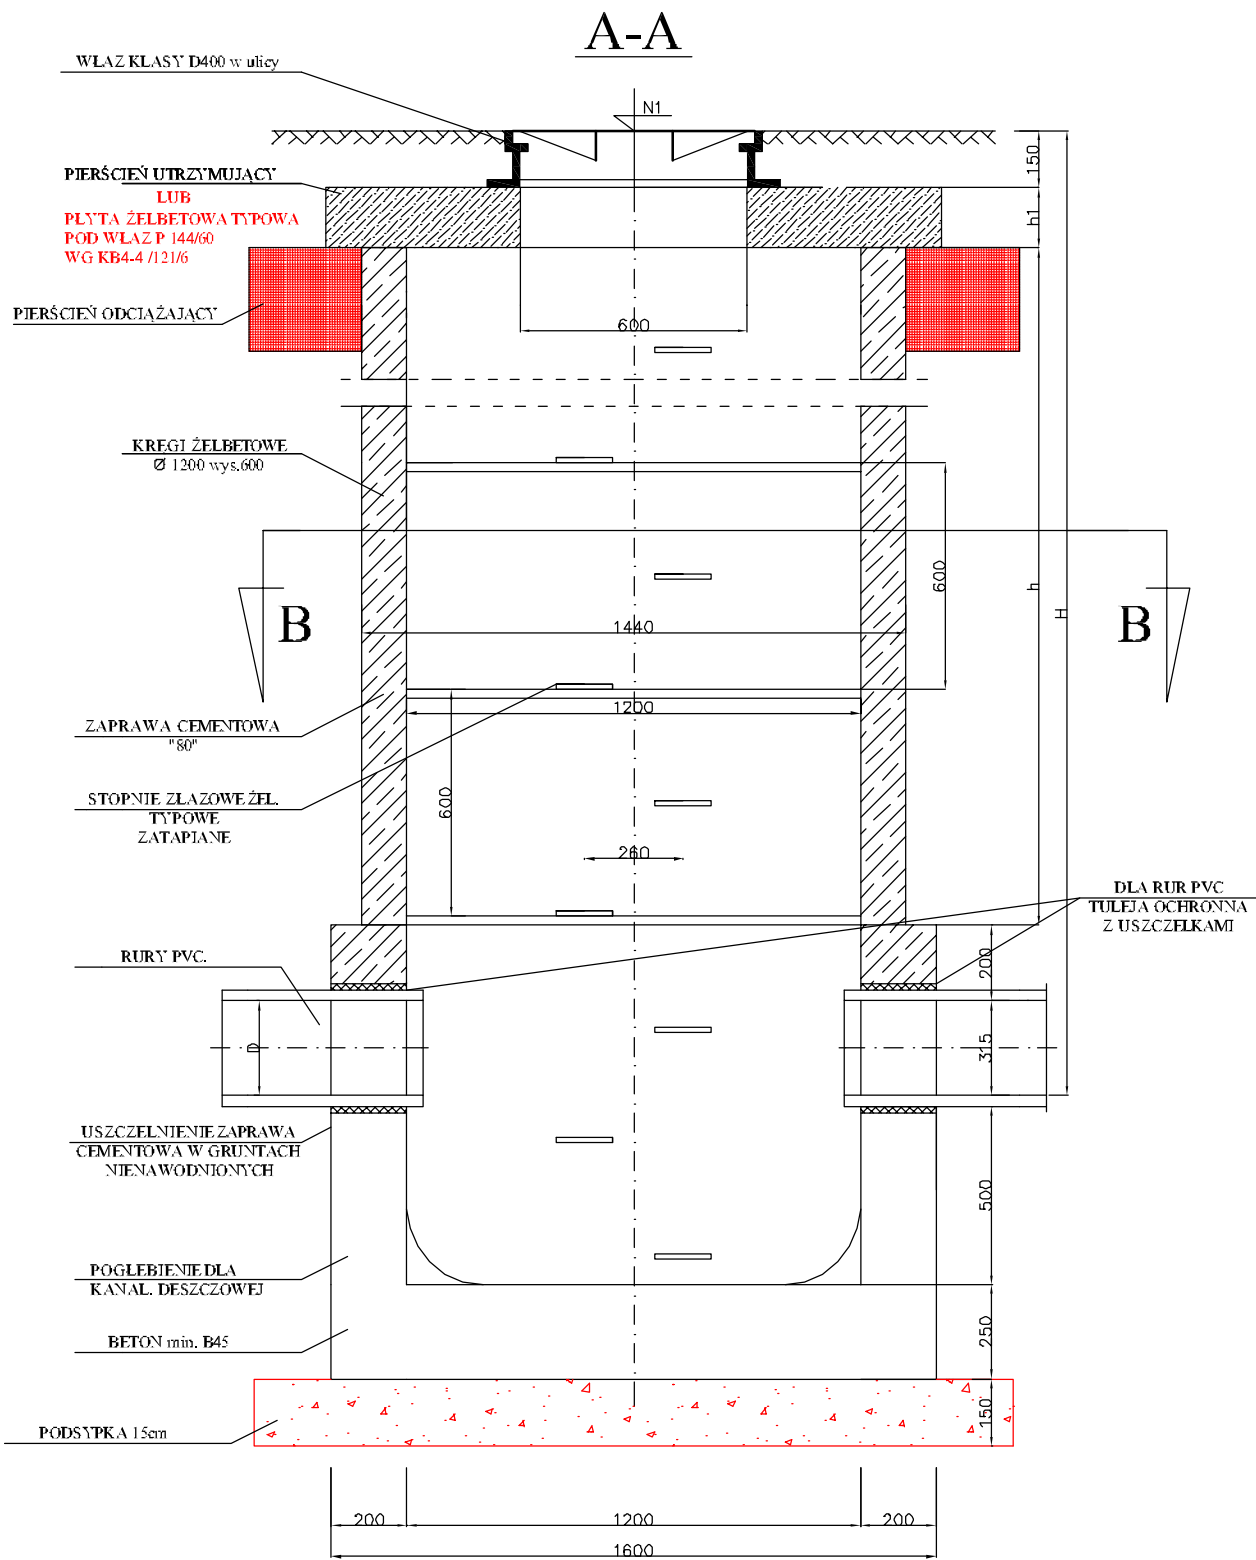 A-A
WŁAZ KLASY D400 w ulicy
N1
150
PIERŚCIEŃ UTRZYMUJĄCY
LUB
PŁYTA ŻELBETOWA TYPOWA
POD WŁAZ P 144/60
WG KB4-4 /121/6
h1
PIERŚCIEŃ ODCIĄŻAJĄCY
600
KRĘGI ŻELBETOWE
Ø 1200 wys.600
600
h
H
B
B
1440
1200
ZAPRAWA CEMENTOWA
"80"
STOPNIE ZŁAZOWE ŻEL.
TYPOWE
ZATAPIANE
600
260
DLA RUR PVC
TULEJA OCHRONNA
Z USZCZELKAMI
RURY PVC.
200
D
315
USZCZELNIENIE ZAPRAWA
CEMENTOWA W GRUNTACH
NIENAWODNIONYCH
500
POGŁĘBIENIE DLA
KANAL. DESZCZOWEJ
250
BETON min. B45
150
PODSYPKA 15cm
200
1200
200
1600